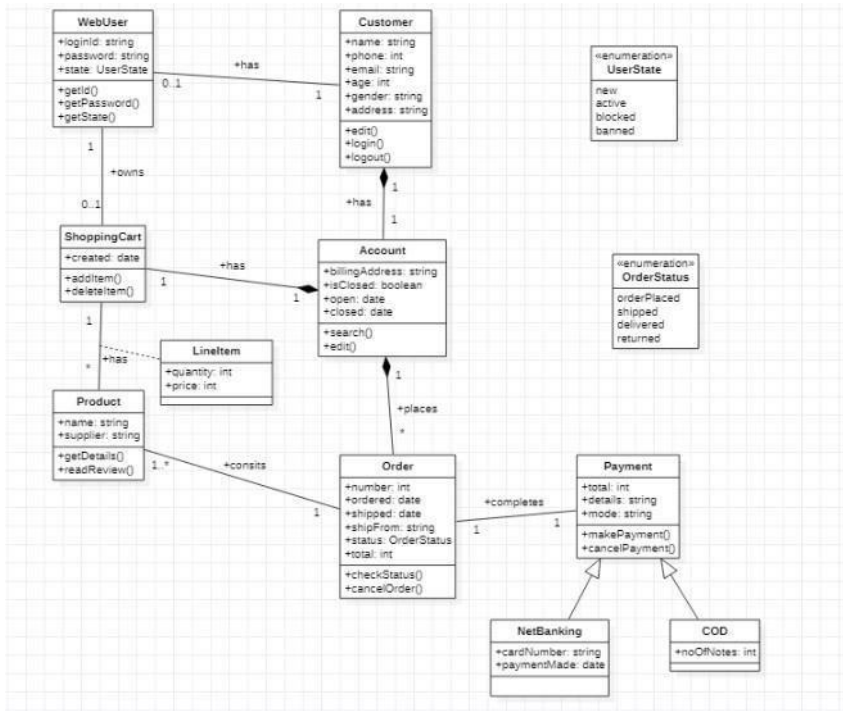 WebUser
+loginId: string
+password: string
+state: UserState
+getId()
+getPassword()
+getState()
+has
0..1
1
Customer
+name: string
+phone: int
+email: string
+age: int
+gender: string
+address: string
+edit()
+login()
+logout()
«enumeration»
UserState
new
active
blocked
banned
1
+owns
0..1
1
+has
1
ShoppingCart
+created: date
+addItem()
+deleteItem()
+has
1
1
Account
+billingAddress: string
+isClosed: boolean
+open: date
+closed: date
+search()
+edit()
«enumeration»
OrderStatus
orderPlaced
shipped
delivered
returned
1
+has
*
LineItem
+quantity: int
+price: int
1
+places
*
Product
+name: string
+supplier: string
+getDetails()
+readReview()
1..*
+consits
1
Order
+number: int
+ordered: date
+shipped: date
+shipFrom: string
+status: OrderStatus
+total: int
+checkStatus()
+cancelOrder()
+completes
1
1
Payment
+total: int
+details: string
+mode: string
+makePayment()
+cancelPayment()
NetBanking
+cardNumber: string
+paymentMade: date
COD
+noOfNotes: int